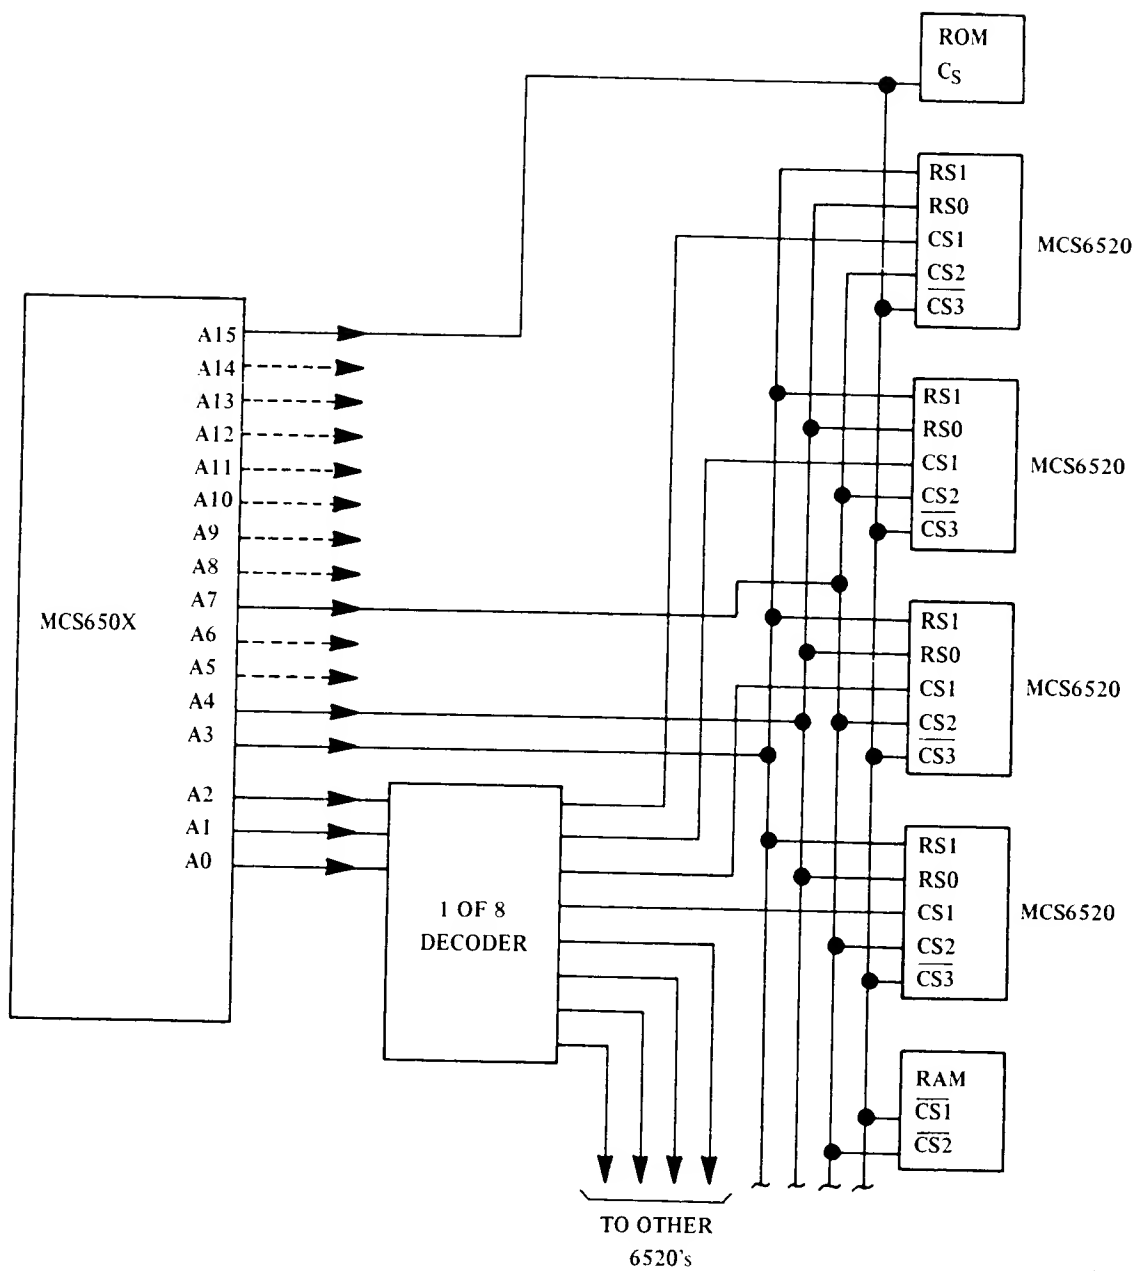 ROM
CS
RS1
RS0
CS1
CS2
CS3
MCS6520
RS1
RS0
CS1
CS2
CS3
MCS6520
MCS650X
A15
A14
A13
A12
A11
A10
A9
A8
A7
A6
A5
A4
A3
A2
A1
A0
RS1
RS0
CS1
CS2
CS3
MCS6520
1 OF 8
DECODER
RS1
RS0
CS1
CS2
CS3
MCS6520
RAM
CS1
CS2
TO OTHER
6520's